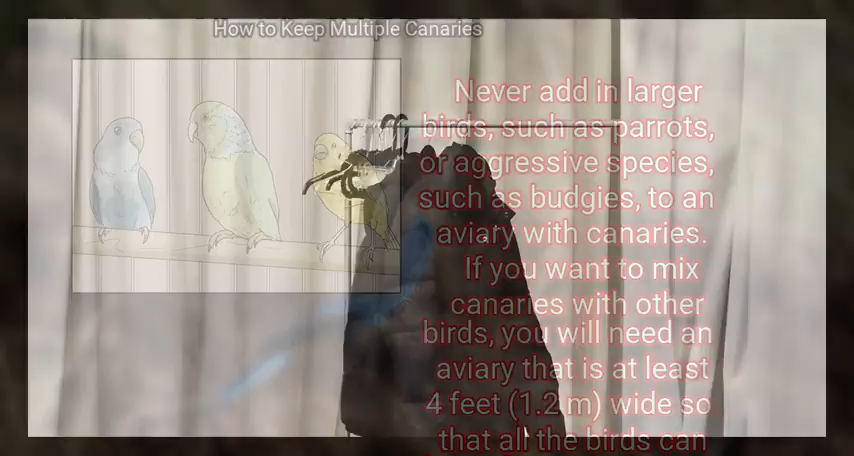 How to Keep Multiple Canaries
Never add in larger
birds, such as parrots,
or aggressive species,
such as budgies, to an
aviary with canaries.
If you want to mix
canaries with other
birds, you will need an
aviary that is at least
4 feet (1.2 m) wide so
that all the birds can